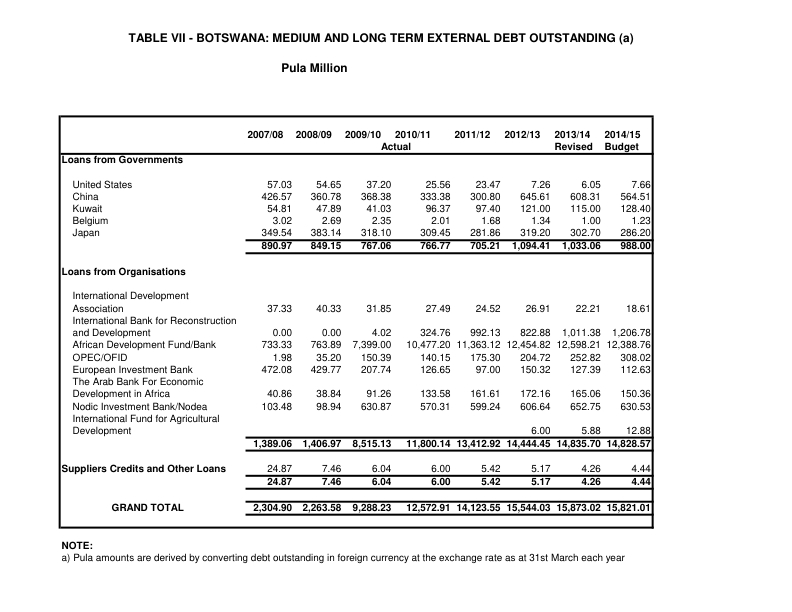 TABLE VII - BOTSWANA: MEDIUM AND LONG TERM EXTERNAL DEBT OUTSTANDING (a)
Pula Million
2007/08 2008/09 2009/10 2010/11 2011/12 2012/13 2013/14 2014/15
Actual Revised Budget
Loans from Governments
United States 57.03 54.65 37.20 25.56 23.47 7.26 6.05 7.66
China 426.57 360.78 368.38 333.38 300.80 645.61 608.31 564.51
Kuwait 54.81 47.89 41.03 96.37 97.40 121.00 115.00 128.40
Belgium 3.02 2.69 2.35 2.01 1.68 1.34 1.00 1.23
Japan 349.54 383.14 318.10 309.45 281.86 319.20 302.70 286.20
890.97 849.15 767.06 766.77 705.21 1,094.41 1,033.06 988.00
Loans from Organisations
International Development
Association 37.33 40.33 31.85 27.49 24.52 26.91 22.21 18.61
International Bank for Reconstruction
and Development 0.00 0.00 4.02 324.76 992.13 822.88 1,011.38 1,206.78
African Development Fund/Bank 733.33 763.89 7,399.00 10,477.20 11,363.12 12,454.82 12,598.21 12,388.76
OPEC/OFID 1.98 35.20 150.39 140.15 175.30 204.72 252.82 308.02
European Investment Bank 472.08 429.77 207.74 126.65 97.00 150.32 127.39 112.63
The Arab Bank For Economic
Development in Africa 40.86 38.84 91.26 133.58 161.61 172.16 165.06 150.36
Nodic Investment Bank/Nodea 103.48 98.94 630.87 570.31 599.24 606.64 652.75 630.53
International Fund for Agricultural
Development 6.00 5.88 12.88
1,389.06 1,406.97 8,515.13 11,800.14 13,412.92 14,444.45 14,835.70 14,828.57
Suppliers Credits and Other Loans 24.87 7.46 6.04 6.00 5.42 5.17 4.26 4.44
24.87 7.46 6.04 6.00 5.42 5.17 4.26 4.44
GRAND TOTAL 2,304.90 2,263.58 9,288.23 12,572.91 14,123.55 15,544.03 15,873.02 15,821.01
NOTE:
a) Pula amounts are derived by converting debt outstanding in foreign currency at the exchange rate as at 31st March each year